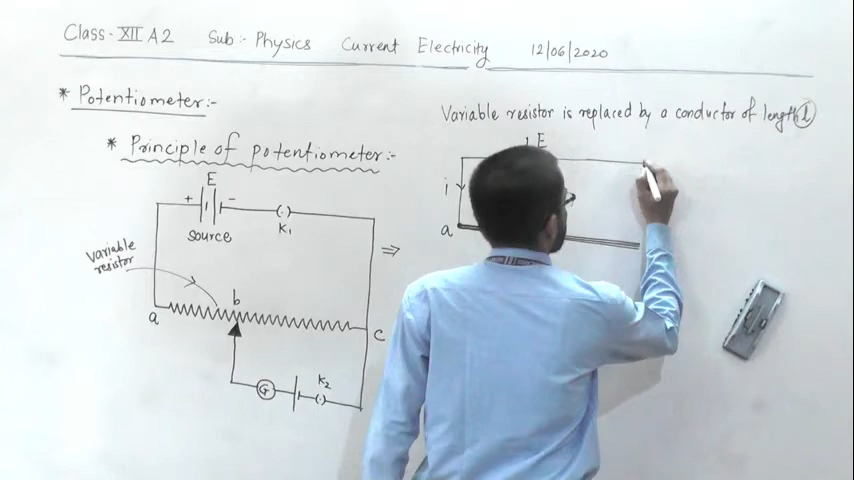 Class - XII A2 Sub:- Physics Current Electricity 12/06/2020
* Potentiometer:-
* Principle of potentiometer:-
E
+ -
source
K1
variable
resistor
b
a
c
G
K2
⇒
Variable resistor is replaced by a conductor of length l
E
i
a